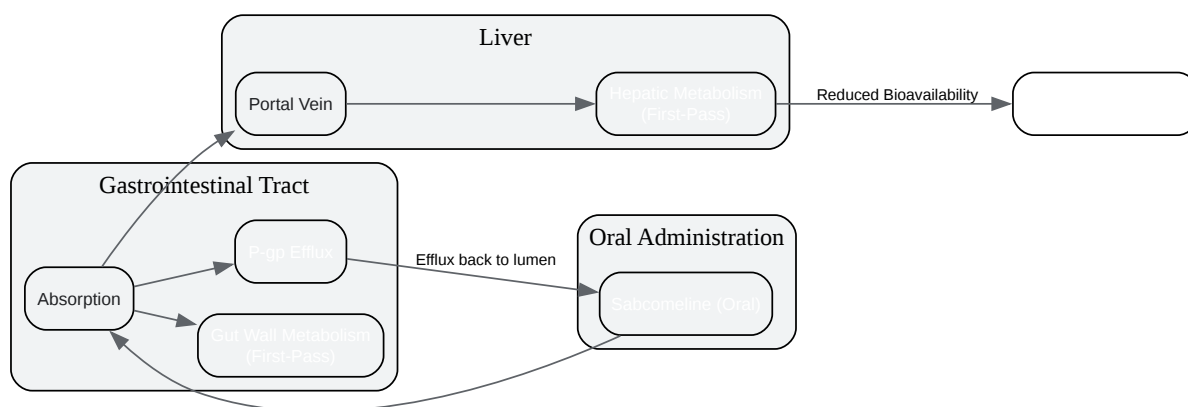 Liver
Portal Vein
Hepatic Metabolism
(First-Pass)
Reduced Bioavailability
Gastrointestinal Tract
P-gp Efflux
Efflux back to lumen
Oral Administration
Absorption
Sabcomeline (Oral)
Gut Wall Metabolism
(First-Pass)